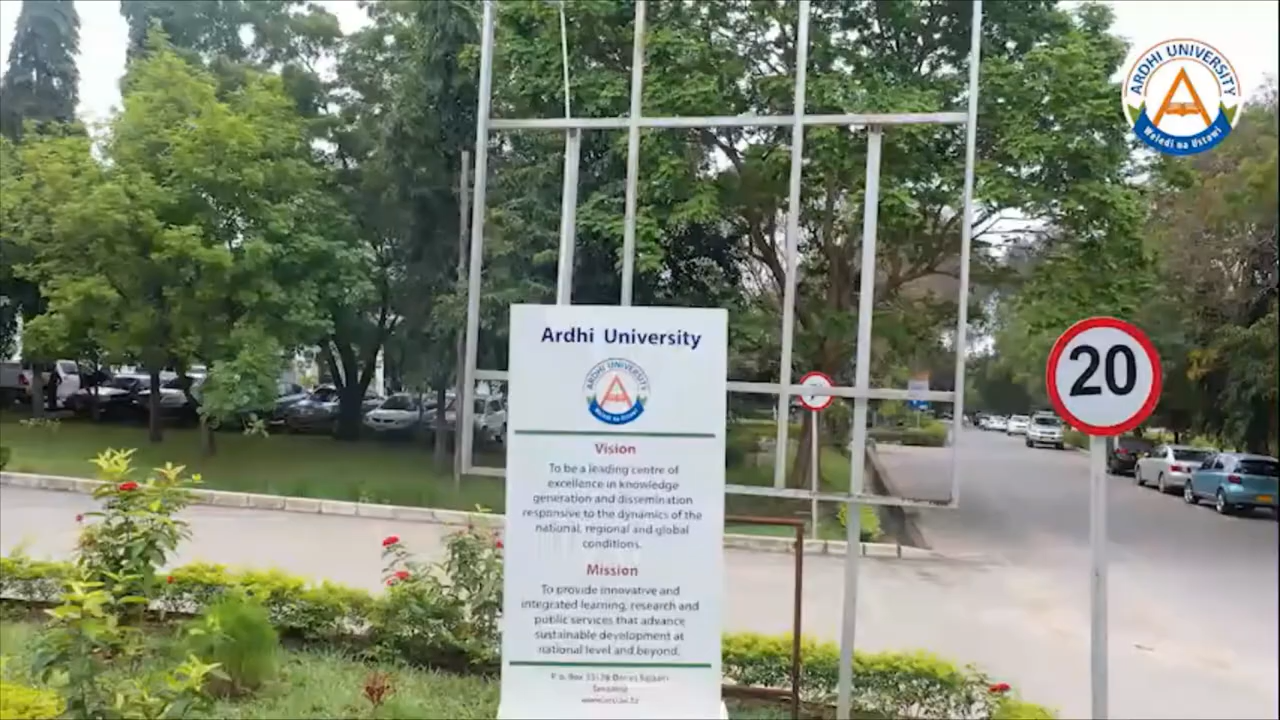 ARDHI UNIVERSITY
Weledi na Ustawi
Ardhi University
ARDHI UNIVERSITY
Weledi na Ustawi
Vision
To be a leading centre of
excellence in knowledge
generation and dissemination
responsive to the dynamics of the
national, regional and global
conditions.
Mission
To provide innovative and
integrated learning, research and
public services that advance
sustainable development at
national level and beyond.
P.o. Box
Tanzania
20